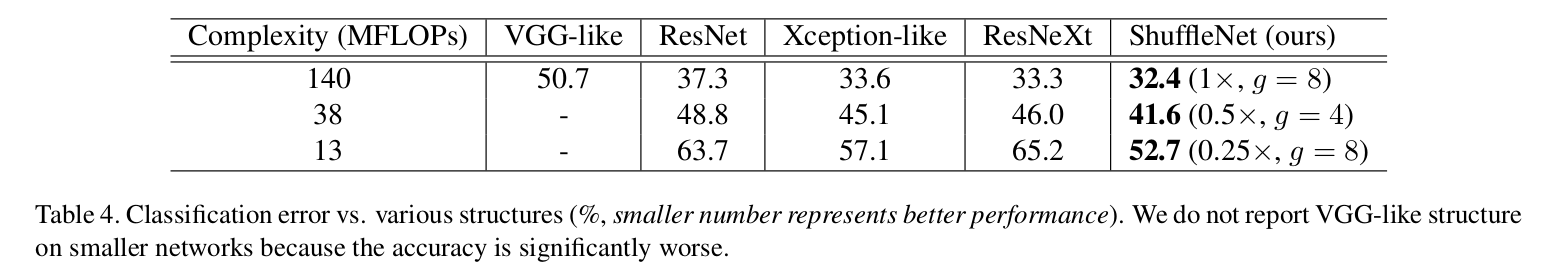 Complexity (MFLOPs) VGG-like ResNet Xception-like ResNeXt ShuffleNet (ours)
140 50.7 37.3 33.6 33.3 32.4 (1×, g = 8)
38 - 48.8 45.1 46.0 41.6 (0.5×, g = 4)
13 - 63.7 57.1 65.2 52.7 (0.25×, g = 8)
Table 4. Classification error vs. various structures (%, smaller number represents better performance). We do not report VGG-like structure
on smaller networks because the accuracy is significantly worse.